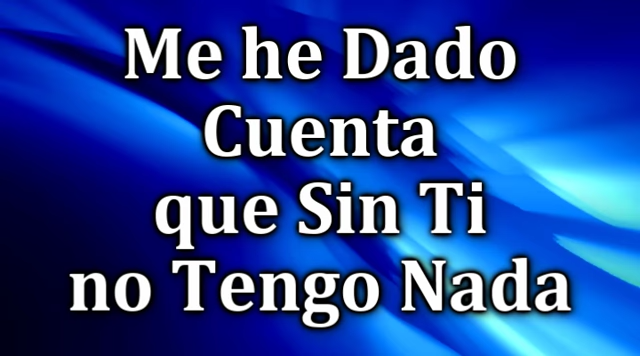 Me he Dado
Cuenta
que Sin Ti
no Tengo Nada